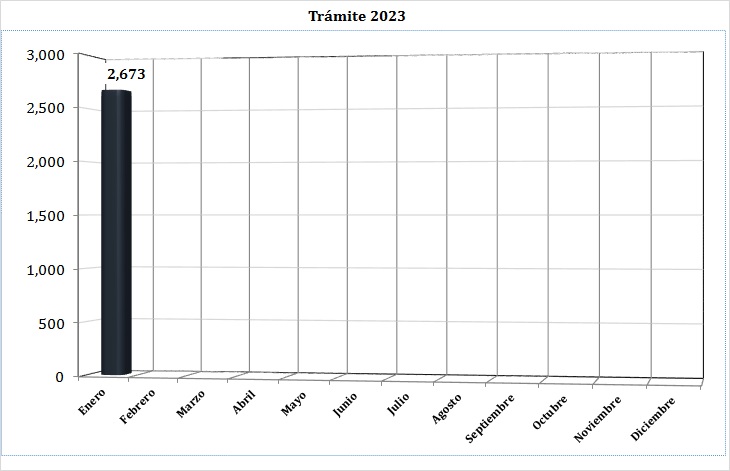 Trámite 2023
3,000
2,673
2,500
2,000
1,500
1,000
500
0
Enero
Febrero
Marzo
Abril
Mayo
Junio
Julio
Agosto
Septiembre
Octubre
Noviembre
Diciembre